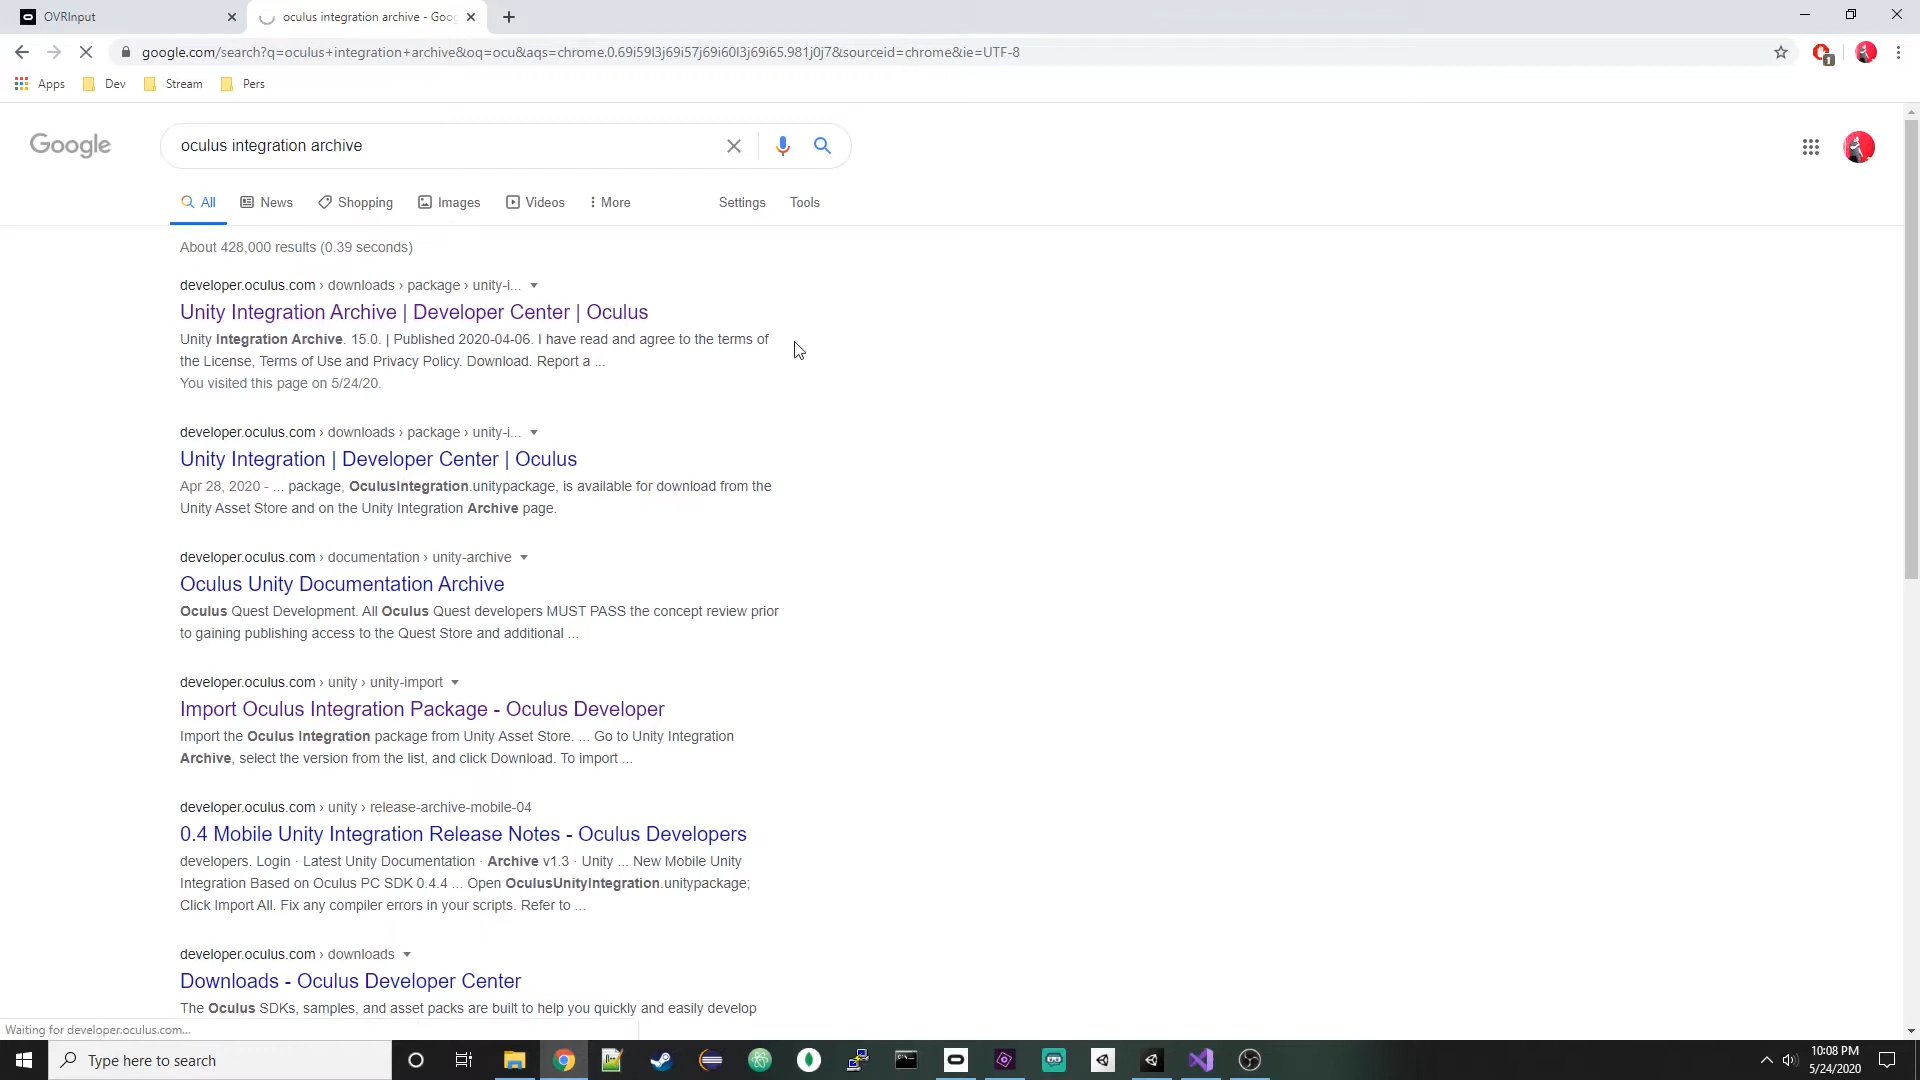 OVRInput
oculus integration archive - Goo
google.com/search?q=oculus+integration+archive&oq=ocu&aqs=chrome.0.69i59l3j69i57j69i60l3j69i65.981j0j7&sourceid=chrome&ie=UTF-8
1
Apps
Dev
Stream
Pers
Google
oculus integration archive
All
News
Shopping
Images
Videos
More
Settings
Tools
About 428,000 results (0.39 seconds)
developer.oculus.com › downloads › package › unity-i...
Unity Integration Archive | Developer Center | Oculus
Unity Integration Archive. 15.0. | Published 2020-04-06. I have read and agree to the terms of
the License, Terms of Use and Privacy Policy. Download. Report a ...
You visited this page on 5/24/20.
developer.oculus.com › downloads › package › unity-i...
Unity Integration | Developer Center | Oculus
Apr 28, 2020 - ... package, OculusIntegration.unitypackage, is available for download from the
Unity Asset Store and on the Unity Integration Archive page.
developer.oculus.com › documentation › unity-archive
Oculus Unity Documentation Archive
Oculus Quest Development. All Oculus Quest developers MUST PASS the concept review prior
to gaining publishing access to the Quest Store and additional ...
developer.oculus.com › unity › unity-import
Import Oculus Integration Package - Oculus Developer
Import the Oculus Integration package from Unity Asset Store. ... Go to Unity Integration
Archive, select the version from the list, and click Download. To import ...
developer.oculus.com › unity › release-archive-mobile-04
0.4 Mobile Unity Integration Release Notes - Oculus Developers
developers. Login · Latest Unity Documentation · Archive v1.3 · Unity ... New Mobile Unity
Integration Based on Oculus PC SDK 0.4.4 ... Open OculusUnityIntegration.unitypackage;
Click Import All. Fix any compiler errors in your scripts. Refer to ...
developer.oculus.com › downloads
Downloads - Oculus Developer Center
The Oculus SDKs, samples, and asset packs are built to help you quickly and easily develop
Waiting for developer.oculus.com...
Type here to search
10:08 PM
5/24/2020